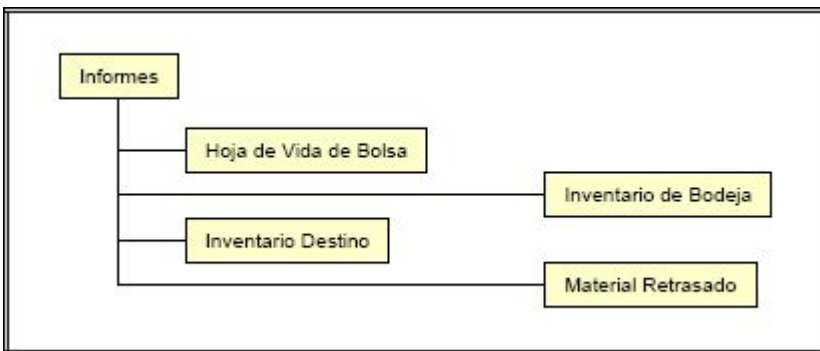 Informes
Hoja de Vida de Bolsa
Inventario de Bodeja
Inventario Destino
Material Retrasado